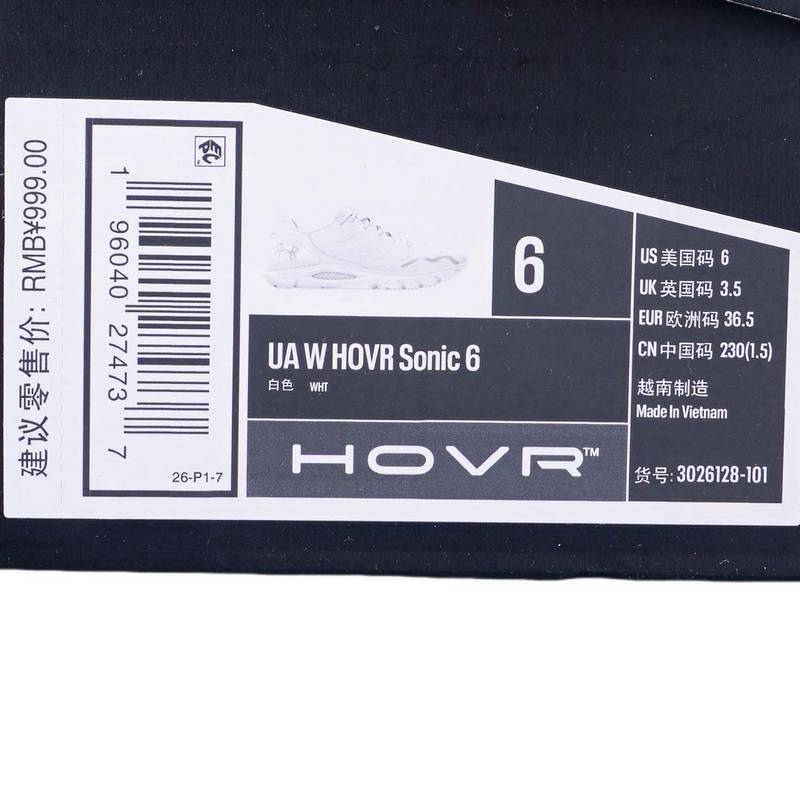 建议零售价: RMB¥999.00
1 96040 27473 7
26-P1-7
6
UA W HOVR Sonic 6
白色 WHT
HOVR™
US 美国码 6
UK 英国码 3.5
EUR 欧洲码 36.5
CN 中国码 230(1.5)
越南制造
Made In Vietnam
货号: 3026128-101